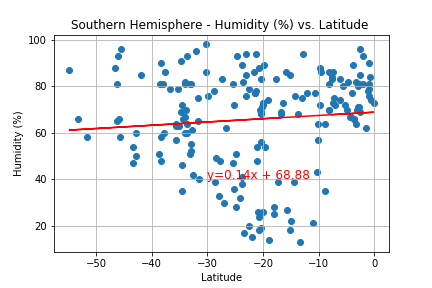 Southern Hemisphere - Humidity (%) vs. Latitude
100
80
60
40
20
Humidity (%)
y=0.14x + 68.88
−50 −40 −30 −20 −10 0
Latitude